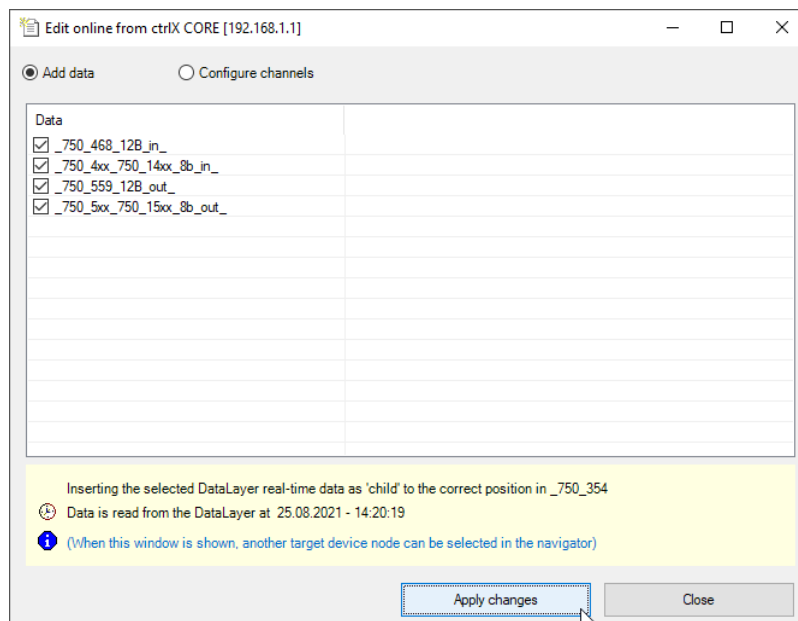 Edit online from ctrlX CORE [192.168.1.1]
Add data Configure channels
Data
_750_468_12B_in_
_750_4xx_750_14xx_8b_in_
_750_559_12B_out_
_750_5xx_750_15xx_8b_out_
Inserting the selected DataLayer real-time data as 'child' to the correct position in _750_354
Data is read from the DataLayer at 25.08.2021 - 14:20:19
(When this window is shown, another target device node can be selected in the navigator)
Apply changes Close